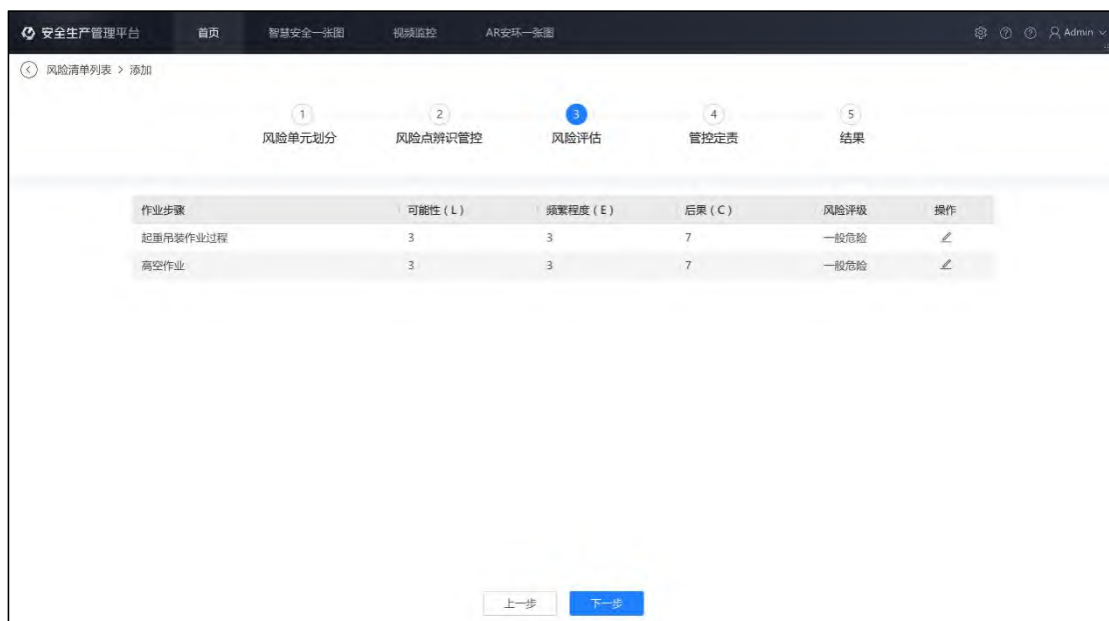 安全生产管理平台 首页 智慧安全一张图 视频监控 AR安环一张图 Admin
风险清单列表 > 添加
1 2 3 4 5
风险单元划分 风险点辨识管控 风险评估 管控定责 结果
作业步骤 可能性(L) 频繁程度(E) 后果(C) 风险评级 操作
起重吊装作业过程 3 3 7 一般危险
高空作业 3 3 7 一般危险
上一步 下一步